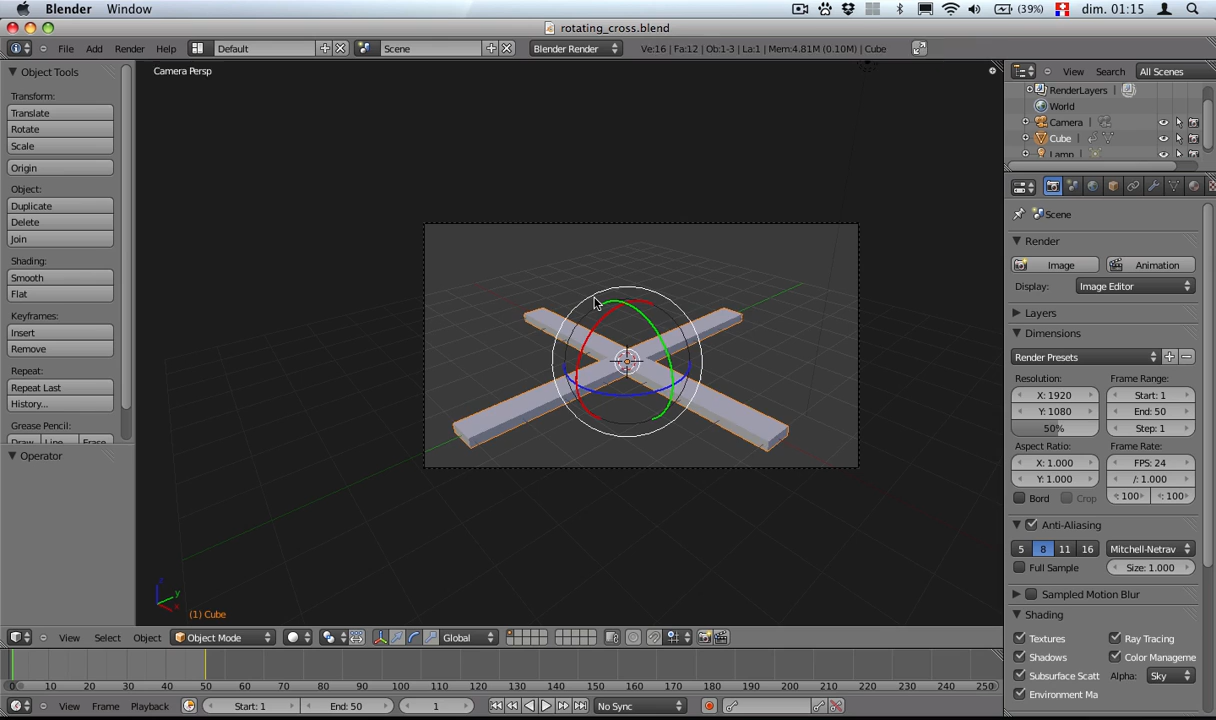 Blender Window (39%) dim. 01:15
rotating_cross.blend
File Add Render Help Default Scene Blender Render Ve:16 | Fa:12 | Ob:1-3 | La:1 | Mem:4.81M (0.10M) | Cube
Object Tools
Transform:
Translate
Rotate
Scale
Origin
Object:
Duplicate
Delete
Join
Shading:
Smooth
Flat
Keyframes:
Insert
Remove
Repeat:
Repeat Last
History...
Grease Pencil:
Draw Line Erase
Operator
Camera Persp
z
y
x
(1) Cube
View Search All Scenes
RenderLayers |
World
Camera |
Cube |
Lamp |
Scene
Render
Image Animation
Display: Image Editor
Layers
Dimensions
Render Presets
Resolution: Frame Range:
X: 1920 Start: 1
Y: 1080 End: 50
50% Step: 1
Aspect Ratio: Frame Rate:
X: 1.000 FPS: 24
Y: 1.000 /: 1.000
Bord Crop : 100 : 100
Anti-Aliasing
5 8 11 16 Mitchell-Netrav
Full Sample Size: 1.000
Sampled Motion Blur
Shading
Textures Ray Tracing
Shadows Color Manageme
Subsurface Scatt Alpha: Sky
Environment Ma
View Select Object Object Mode Global
0 10 20 30 40 50 60 70 80 90 100 110 120 130 140 150 160 170 180 190 200 210 220 230 240 250
View Frame Playback Start: 1 End: 50 1 No Sync